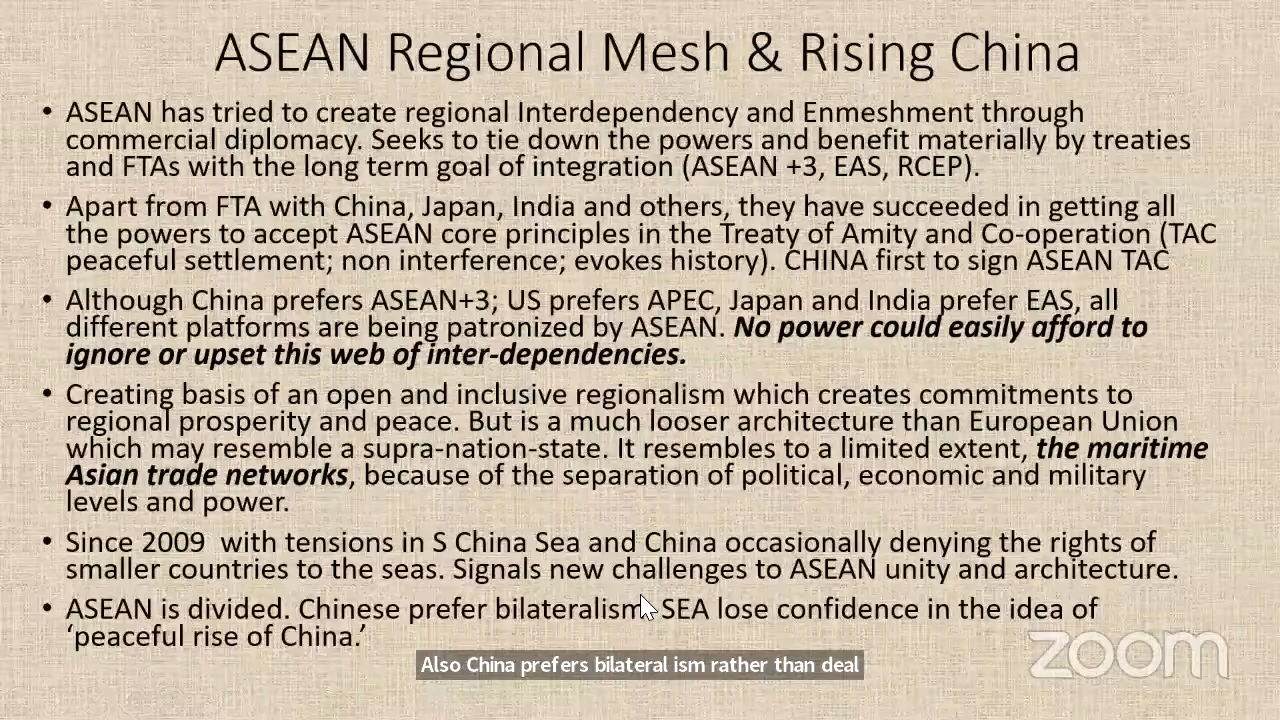 ASEAN Regional Mesh & Rising China
• ASEAN has tried to create regional Interdependency and Enmeshment through
commercial diplomacy. Seeks to tie down the powers and benefit materially by treaties
and FTAs with the long term goal of integration (ASEAN +3, EAS, RCEP).
• Apart from FTA with China, Japan, India and others, they have succeeded in getting all
the powers to accept ASEAN core principles in the Treaty of Amity and Co-operation (TAC
peaceful settlement; non interference; evokes history). CHINA first to sign ASEAN TAC
• Although China prefers ASEAN+3; US prefers APEC, Japan and India prefer EAS, all
different platforms are being patronized by ASEAN. No power could easily afford to
ignore or upset this web of inter-dependencies.
• Creating basis of an open and inclusive regionalism which creates commitments to
regional prosperity and peace. But is a much looser architecture than European Union
which may resemble a supra-nation-state. It resembles to a limited extent, the maritime
Asian trade networks, because of the separation of political, economic and military
levels and power.
• Since 2009 with tensions in S China Sea and China occasionally denying the rights of
smaller countries to the seas. Signals new challenges to ASEAN unity and architecture.
• ASEAN is divided. Chinese prefer bilateralism SEA lose confidence in the idea of
‘peaceful rise of China.’
Also China prefers bilateral ism rather than deal
zoom